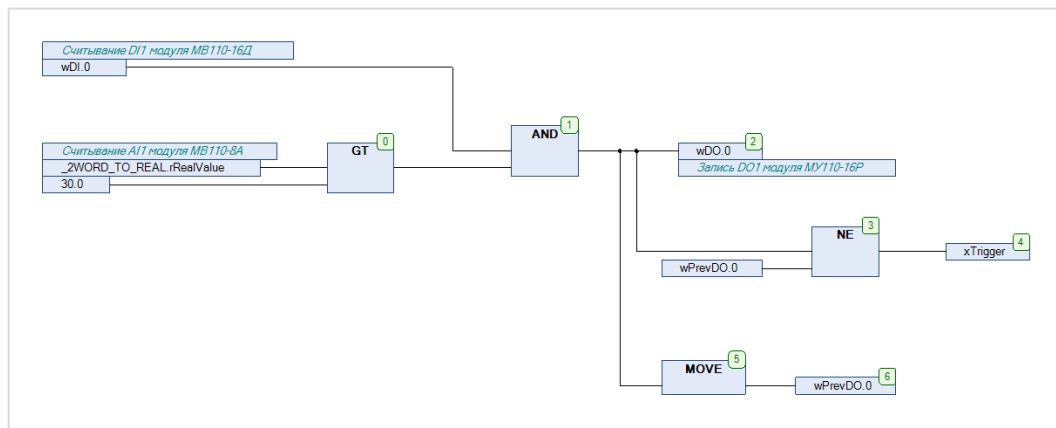 Считывание DI1 модуля МВ110-16Д
wDI.0
1
AND
Считывание AI1 модуля МВ110-8А
0
GT
2
wDO.0
_2WORD_TO_REAL.rRealValue
Запись DO1 модуля МУ110-16Р
30.0
3
NE
4
xTrigger
wPrevDO.0
5
MOVE
6
wPrevDO.0